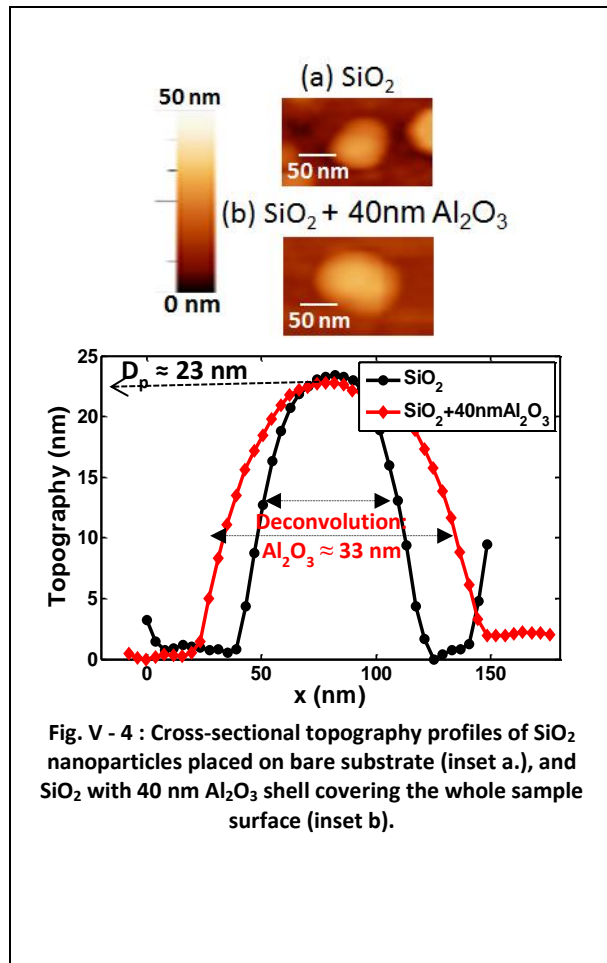 (a) SiO₂
50 nm
50 nm
(b) SiO₂ + 40nm Al₂O₃
0 nm
50 nm
25
20
15
10
5
0
Topography (nm)
Dₚ ≈ 23 nm
SiO₂
SiO₂+40nmAl₂O₃
Deconvolution:
Al₂O₃ ≈ 33 nm
0
50
100
150
x (nm)
Fig. V - 4 : Cross-sectional topography profiles of SiO₂
nanoparticles placed on bare substrate (inset a.), and
SiO₂ with 40 nm Al₂O₃ shell covering the whole sample
surface (inset b).